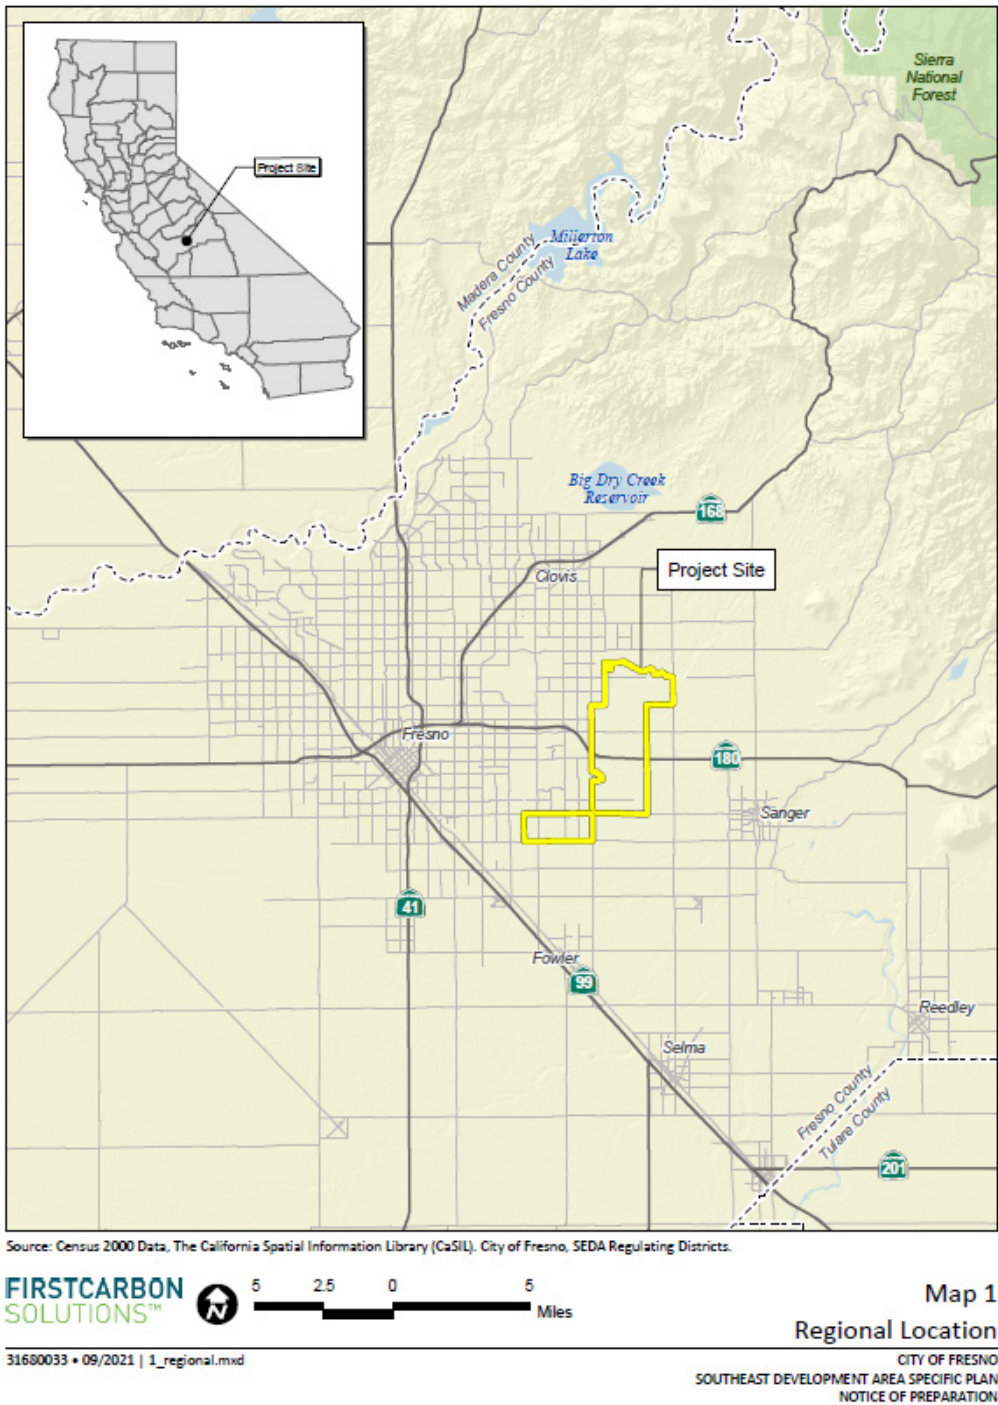 Project Site
Sierra
National
Forest
Millerton
Lake
Madera County
Fresno County
Big Dry Creek
Reservoir
168
Clovis
Project Site
Fresno
180
Sanger
41
Fowler
99
Reedley
Selma
Fresno County
Tulare County
201
Source: Census 2000 Data, The California Spatial Information Library (CaSIL). City of Fresno, SEDA Regulating Districts.
FIRSTCARBON
SOLUTIONS™
N
5 2.5 0 5
Miles
Map 1
Regional Location
31680033 • 09/2021 | 1_regional.mxd
CITY OF FRESNO
SOUTHEAST DEVELOPMENT AREA SPECIFIC PLAN
NOTICE OF PREPARATION